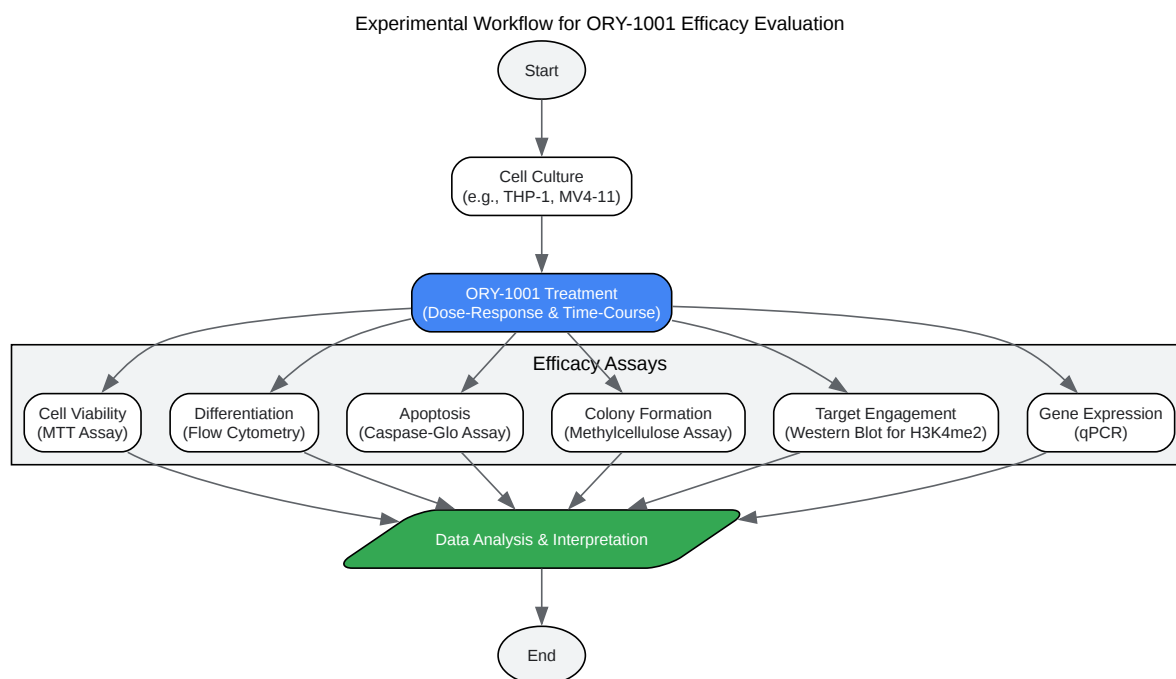 Experimental Workflow for ORY-1001 Efficacy Evaluation
Start
Cell Culture
(e.g., THP-1, MV4-11)
ORY-1001 Treatment
(Dose-Response & Time-Course)
Efficacy Assays
Cell Viability
(MTT Assay)
Differentiation
(Flow Cytometry)
Apoptosis
(Caspase-Glo Assay)
Colony Formation
(Methylcellulose Assay)
Target Engagement
(Western Blot for H3K4me2)
Gene Expression
(qPCR)
Data Analysis & Interpretation
End